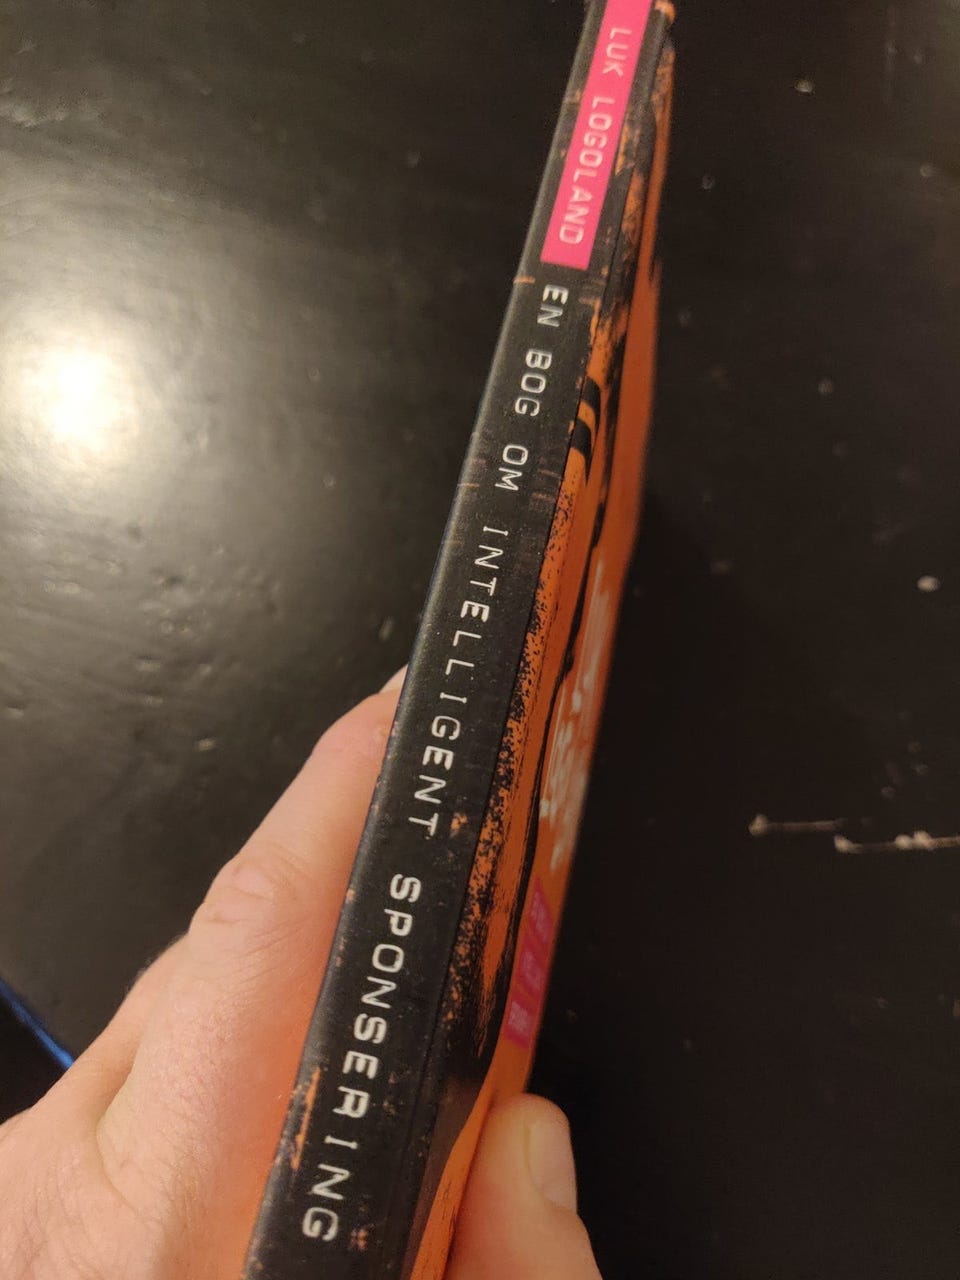 LUK LOGOLAND
EN BOG OM INTELLIGENT SPONSERING